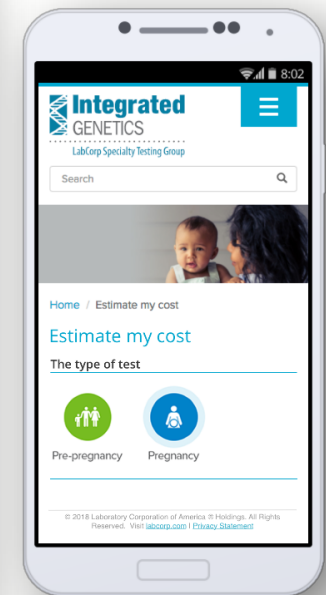 8:02
Integrated
GENETICS
LabCorp Specialty Testing Group
Search
Home / Estimate my cost
Estimate my cost
The type of test
Pre-pregnancy
Pregnancy
© 2018 Laboratory Corporation of America ® Holdings. All Rights
Reserved. Visit labcorp.com I Privacy Statement